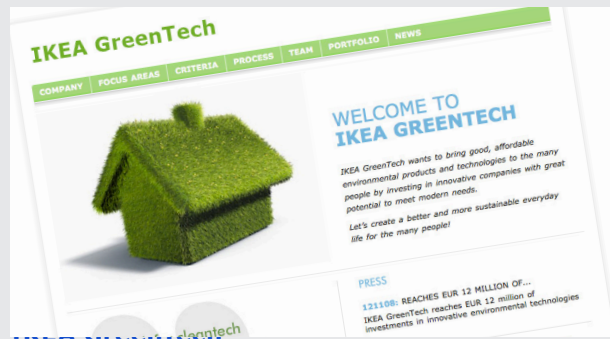 IKEA GreenTech
COMPANY FOCUS AREAS CRITERIA PROCESS TEAM PORTFOLIO NEWS
WELCOME TO
IKEA GREENTECH
IKEA GreenTech wants to bring good, affordable
environmental products and technologies to the many
people by investing in innovative companies with great
potential to meet modern needs.
Let's create a better and more sustainable everyday
life for the many people!
PRESS
121108: REACHES EUR 12 MILLION OF...
IKEA GreenTech reaches EUR 12 million of
investments in innovative environmental technologies
cleantech